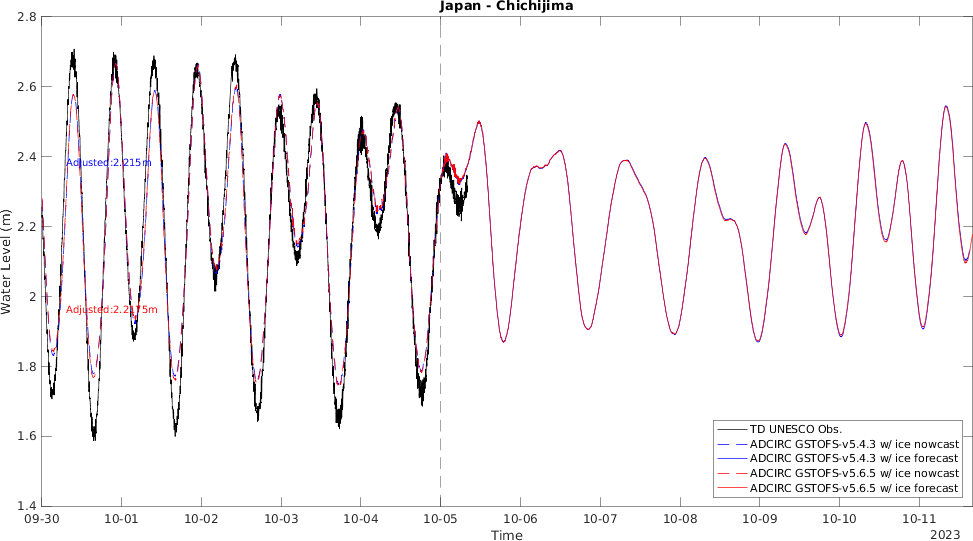 Japan - Chichijima
2.8
2.6
2.4
2.2
2
1.8
1.6
1.4
Water Level (m)
Adjusted:2.215m
Adjusted:2.2175m
TD UNESCO Obs.
ADCIRC GSTOFS-v5.4.3 w/ ice nowcast
ADCIRC GSTOFS-v5.4.3 w/ ice forecast
ADCIRC GSTOFS-v5.6.5 w/ ice nowcast
ADCIRC GSTOFS-v5.6.5 w/ ice forecast
09-30 10-01 10-02 10-03 10-04 10-05 10-06 10-07 10-08 10-09 10-10 10-11
Time
2023